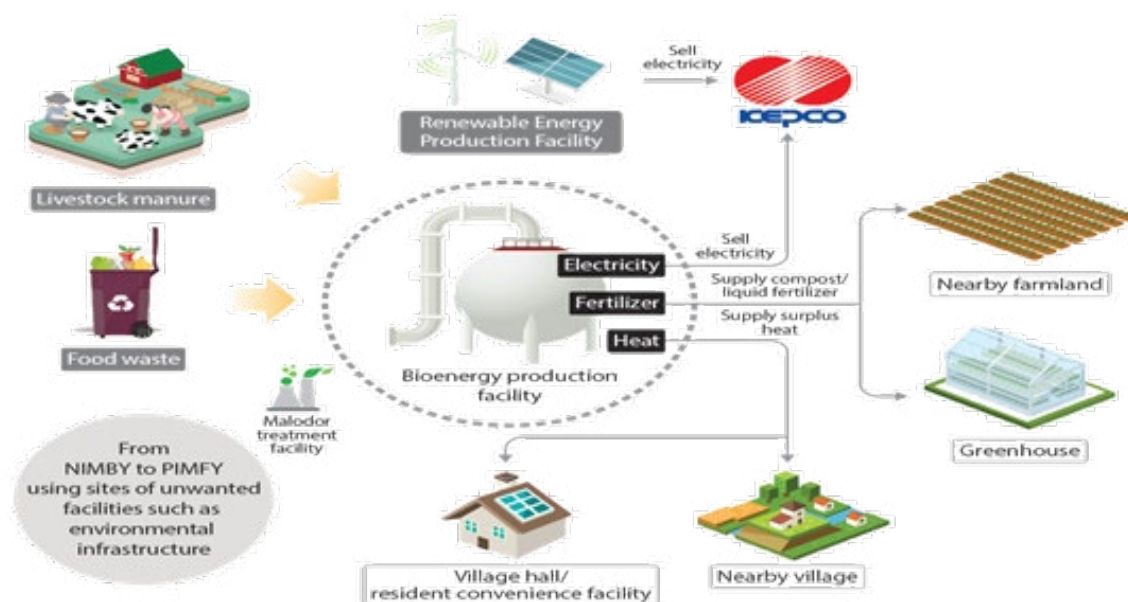 Sell
electricity
KEPCO
Renewable Energy
Production Facility
Livestock manure
Food waste
Malodor
treatment
facility
From
NIMBY to PIMFY
using sites of unwanted
facilities such as
environmental
infrastructure
Electricity
Fertilizer
Heat
Bioenergy production
facility
Sell
electricity
Supply compost/
liquid fertilizer
Supply surplus
heat
Nearby farmland
Greenhouse
Village hall/
resident convenience facility
Nearby village